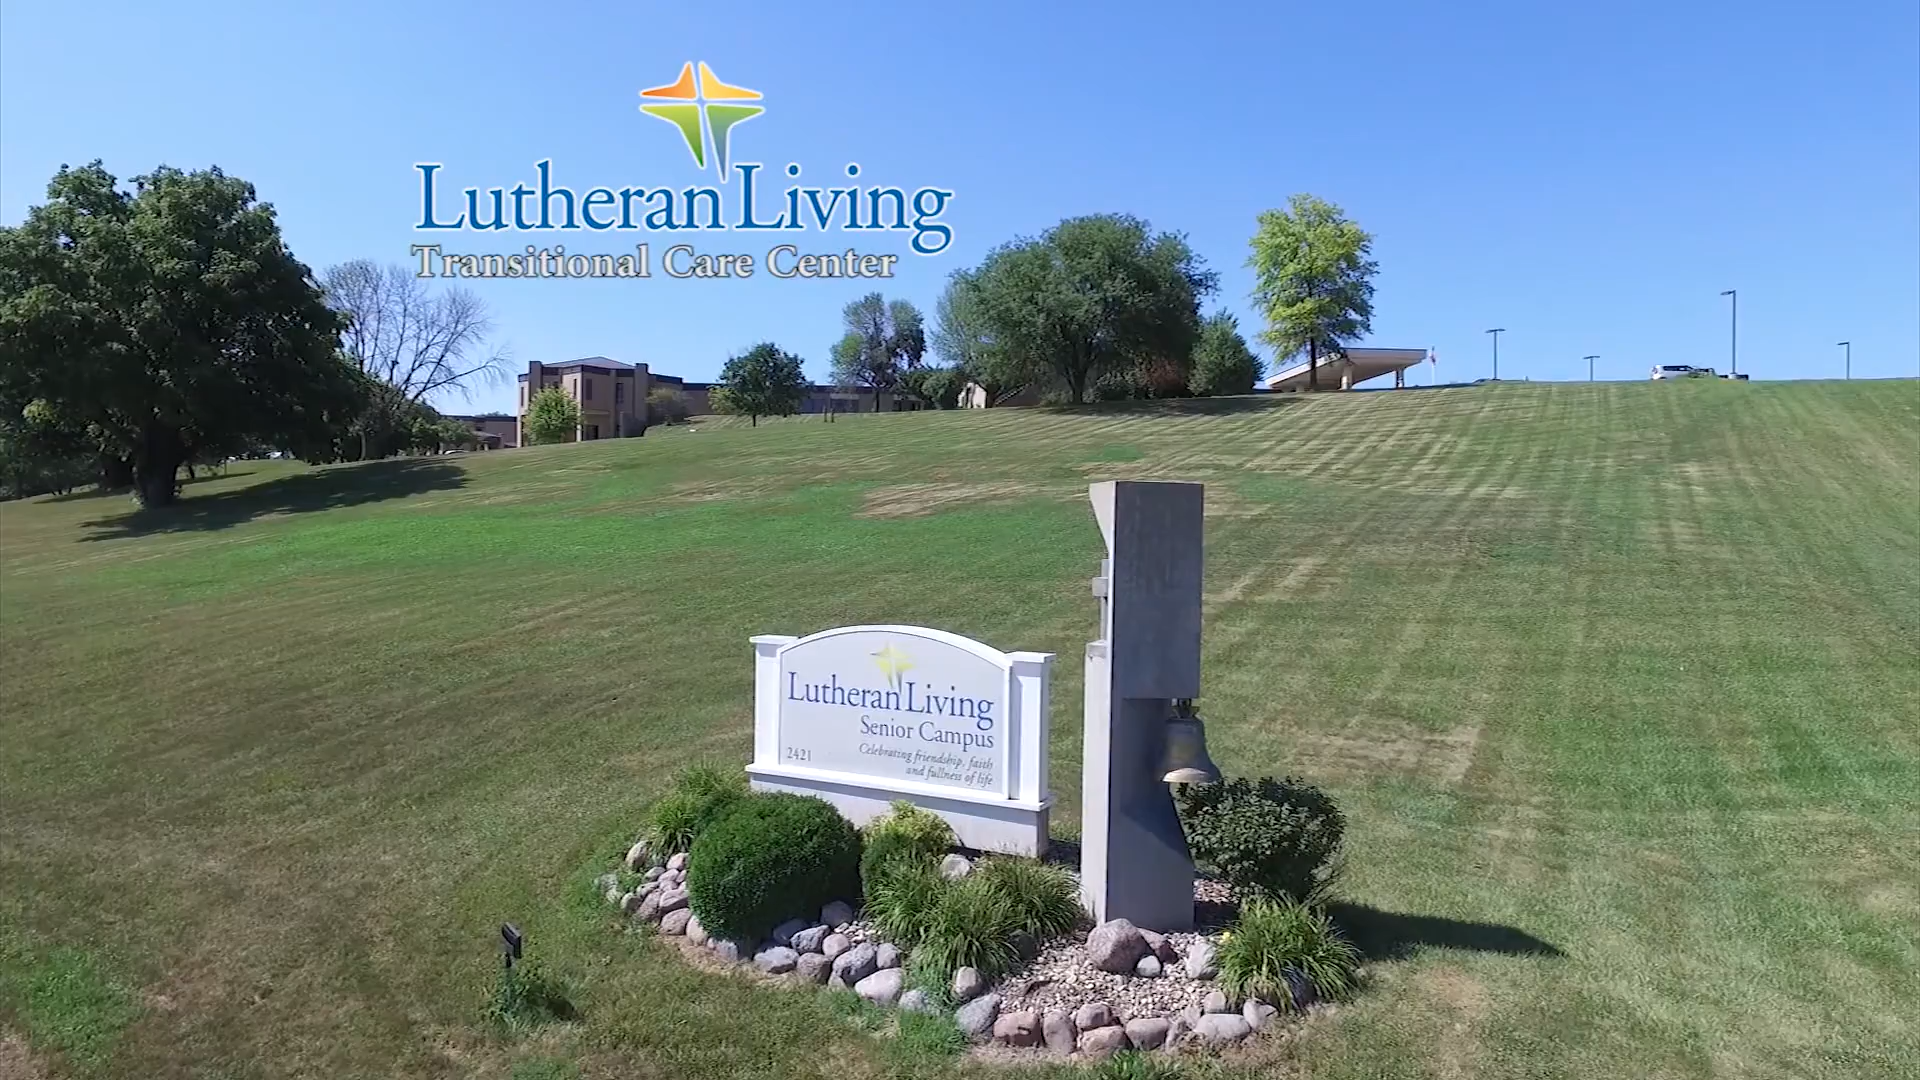 Lutheran Living
Transitional Care Center
Lutheran Living
Senior Campus
2421
Celebrating friendship, faith
and fullness of life